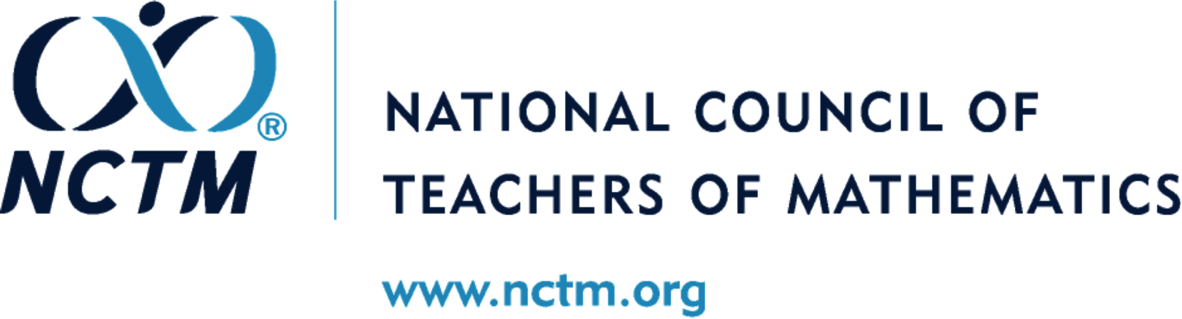 ®
NCTM
NATIONAL COUNCIL OF
TEACHERS OF MATHEMATICS
www.nctm.org